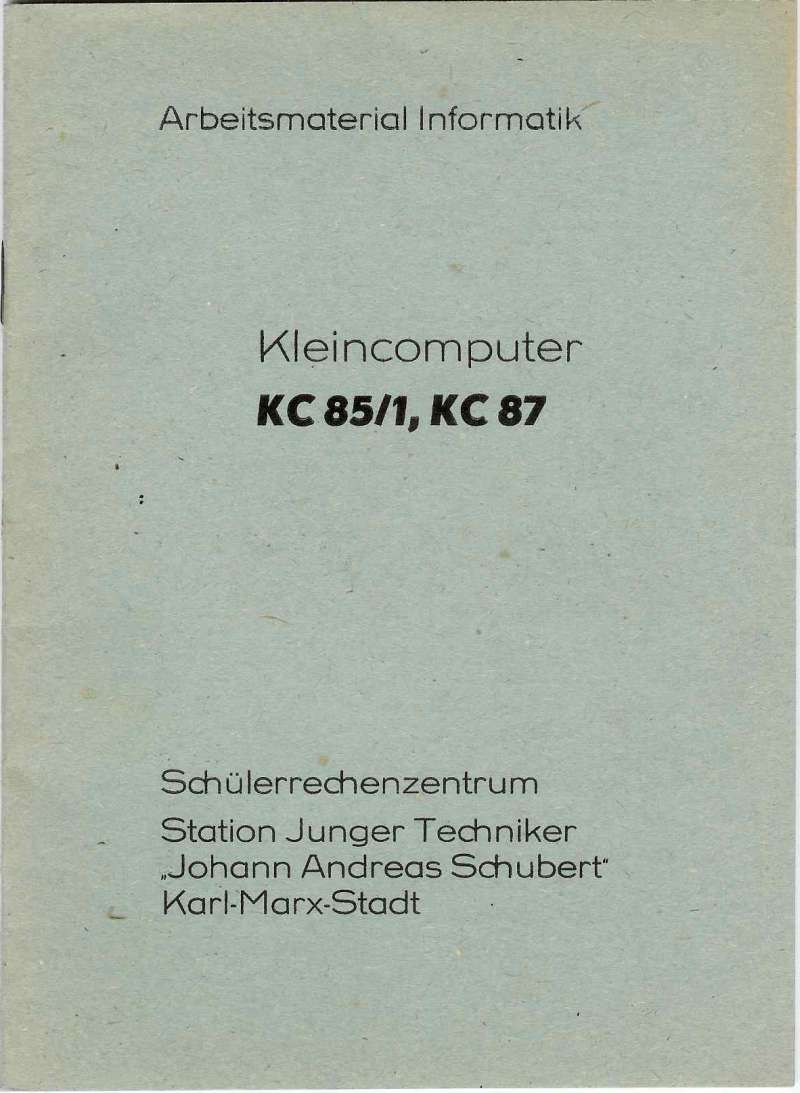 Arbeitsmaterial Informatik
Kleincomputer
KC 85/1, KC 87
Schülerrechenzentrum
Station Junger Techniker
„Johann Andreas Schubert“
Karl-Marx-Stadt